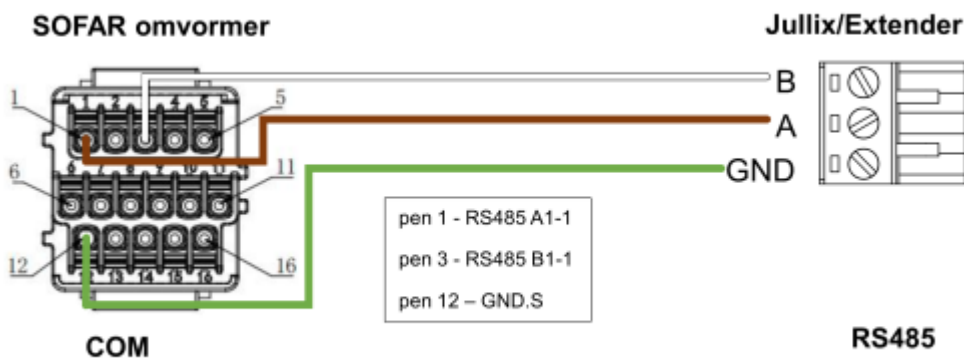 SOFAR omvormer
Jullix/Extender
1 2 4 5
1
5
B
A
6 7 8 9 10 11
6
11
GND
pen 1 - RS485 A1-1
pen 3 - RS485 B1-1
pen 12 – GND.S
12
16
12 13 14 15 16
COM
RS485